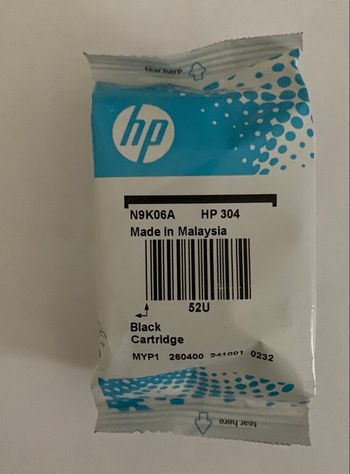 tear here
hp
N9K06A HP 304
Made in Malaysia
52U
Black
Cartridge
MYP1 260400 241001 0232
tear here